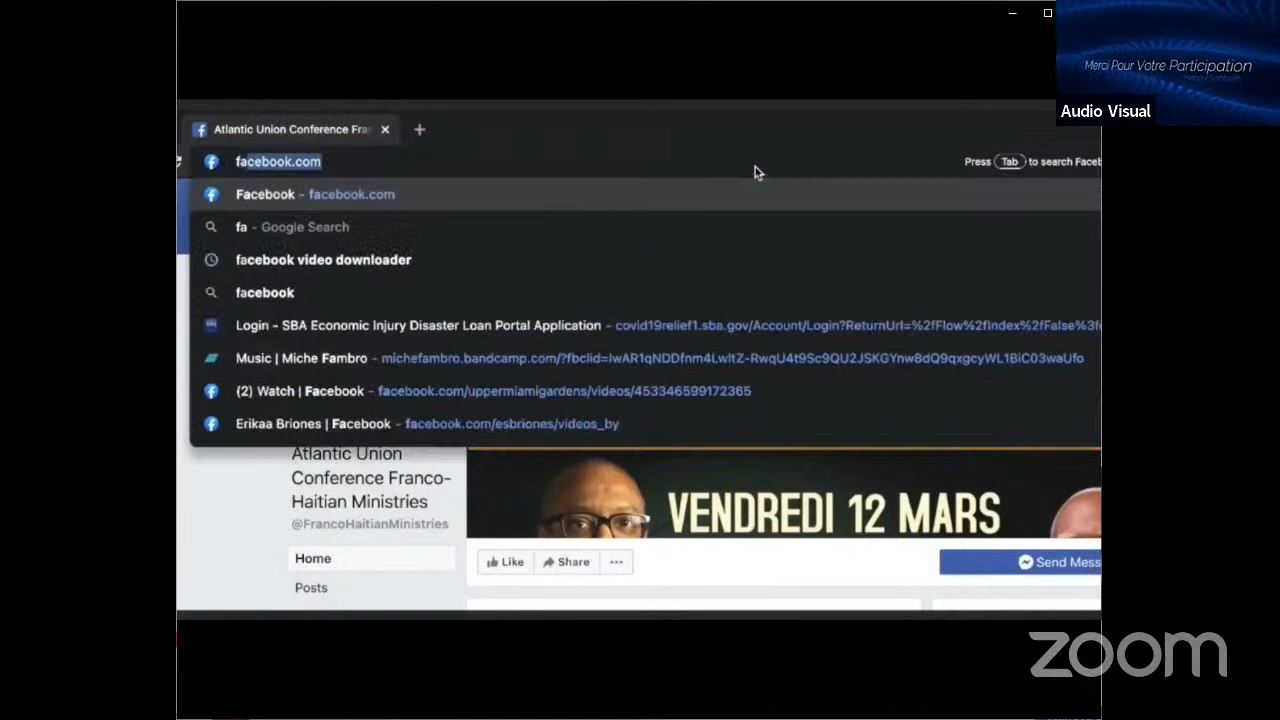 Merci Pour Votre Participation
Audio Visual
Atlantic Union Conference Fra
facebook.com
Press Tab to search Faceb
Facebook - facebook.com
fa - Google Search
facebook video downloader
facebook
Login - SBA Economic Injury Disaster Loan Portal Application - covid19relief1.sba.gov/Account/Login?ReturnUrl=%2fFlow%2fIndex%2fFalse%3f
Music | Miche Fambro - michefambro.bandcamp.com/?fbclid=IwAR1qNDDfnm4LwItZ-RwqU4t9Sc9QU2JSKGYnw8dQ9qxgcyWL1BiC03waUfo
(2) Watch | Facebook - facebook.com/uppermiamigardens/videos/453346599172365
Erikaa Briones | Facebook - facebook.com/esbriones/videos_by
Atlantic Union
Conference Franco-
Haitian Ministries
@FrancoHaitianMinistries
VENDREDI 12 MARS
Home
Like Share ...
Send Mess
Posts
zoom